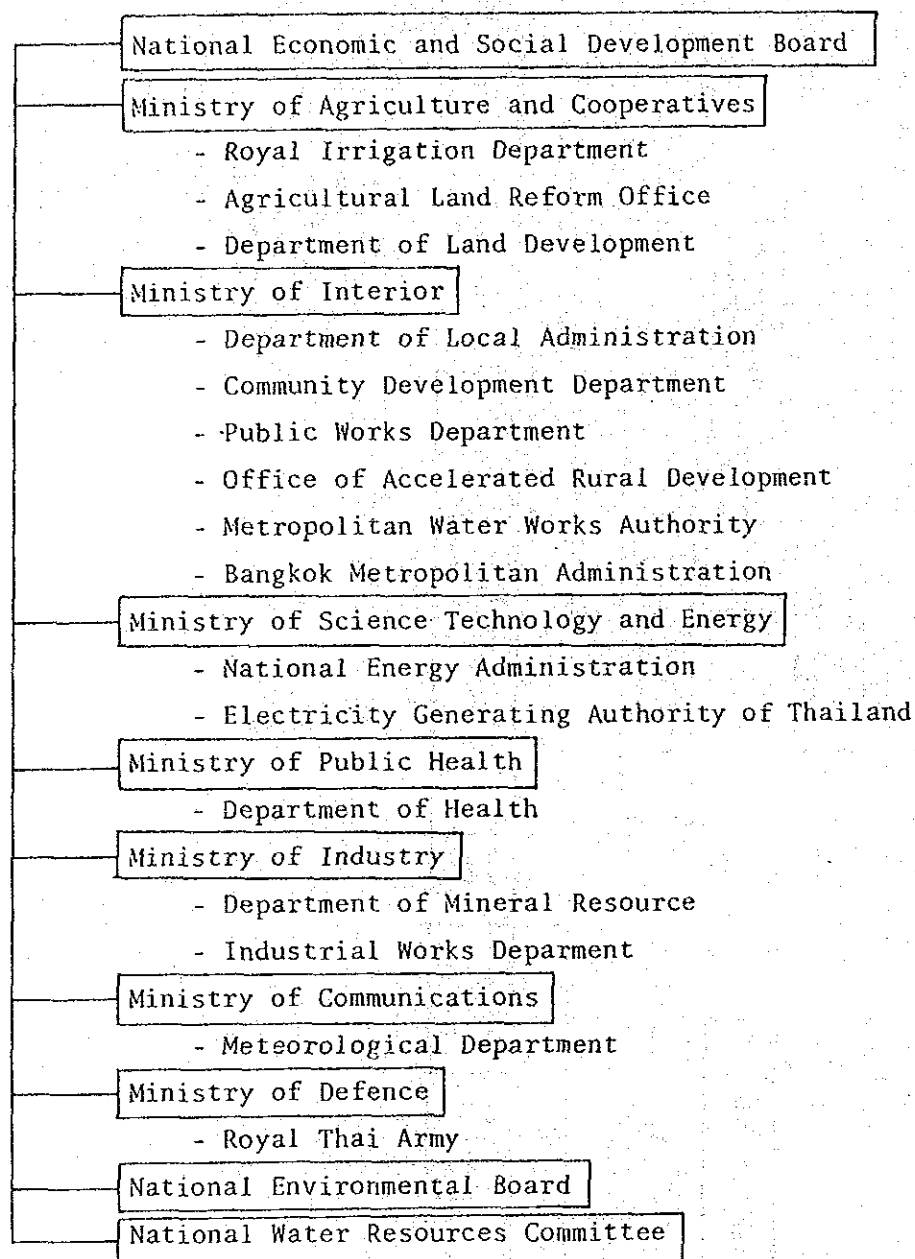 National Economic and Social Development Board
Ministry of Agriculture and Cooperatives
- Royal Irrigation Department
- Agricultural Land Reform Office
- Department of Land Development
Ministry of Interior
- Department of Local Administration
- Community Development Department
- Public Works Department
- Office of Accelerated Rural Development
- Metropolitan Water Works Authority
- Bangkok Metropolitan Administration
Ministry of Science Technology and Energy
- National Energy Administration
- Electricity Generating Authority of Thailand
Ministry of Public Health
- Department of Health
Ministry of Industry
- Department of Mineral Resource
- Industrial Works Deparment
Ministry of Communications
- Meteorological Department
Ministry of Defence
- Royal Thai Army
National Environmental Board
National Water Resources Committee